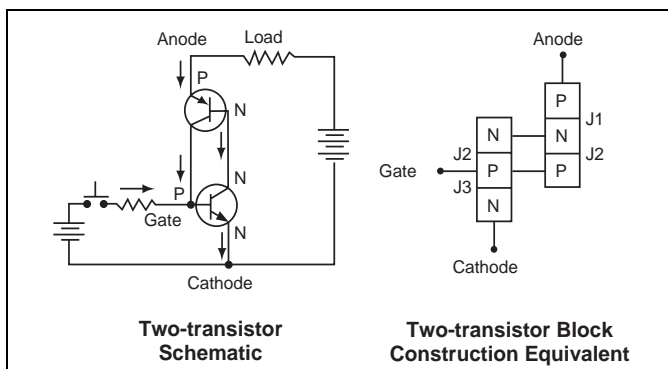 Anode
Load
P
N
N
P
Gate
N
Cathode
Two-transistor
Schematic
Anode
P
J1
N
N
J2
J2
Gate
P
P
J3
N
Cathode
Two-transistor Block
Construction Equivalent